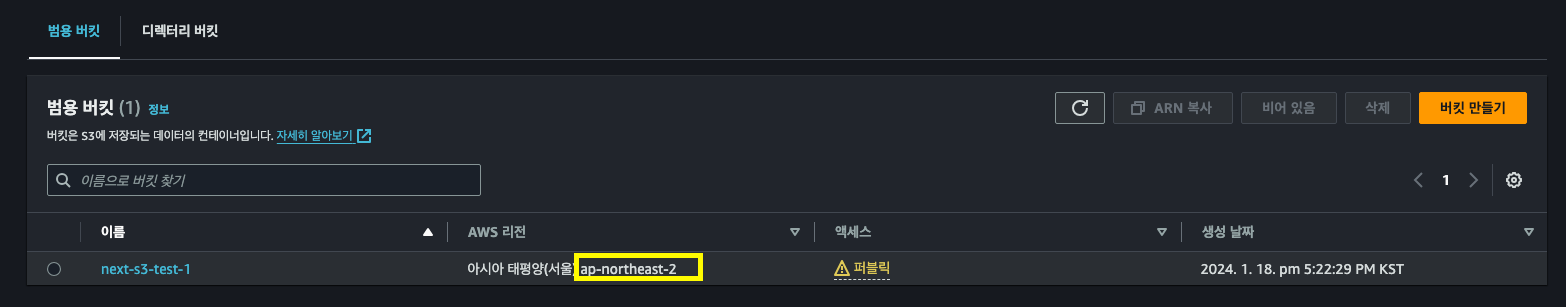 범용 버킷 디렉터리 버킷
범용 버킷 (1) 정보
버킷은 S3에 저장되는 데이터의 컨테이너입니다. 자세히 알아보기
ARN 복사 비어 있음 삭제 버킷 만들기
이름으로 버킷 찾기
1
이름 AWS 리전 액세스 생성 날짜
next-s3-test-1 아시아 태평양(서울) ap-northeast-2 퍼블릭 2024. 1. 18. pm 5:22:29 PM KST